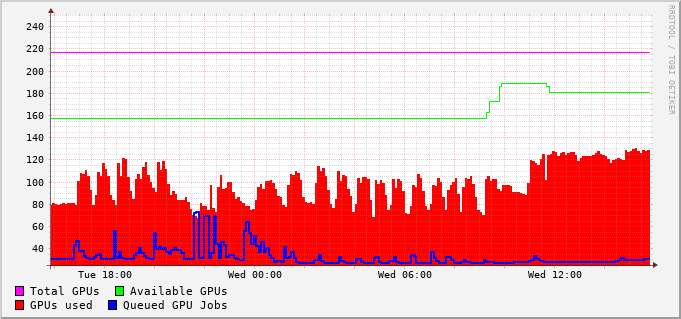 RRDTOOL / TOBI OETIKER
240
220
200
180
160
140
120
100
80
60
40
Tue 18:00 Wed 00:00 Wed 06:00 Wed 12:00
Total GPUs Available GPUs
GPUs used Queued GPU Jobs